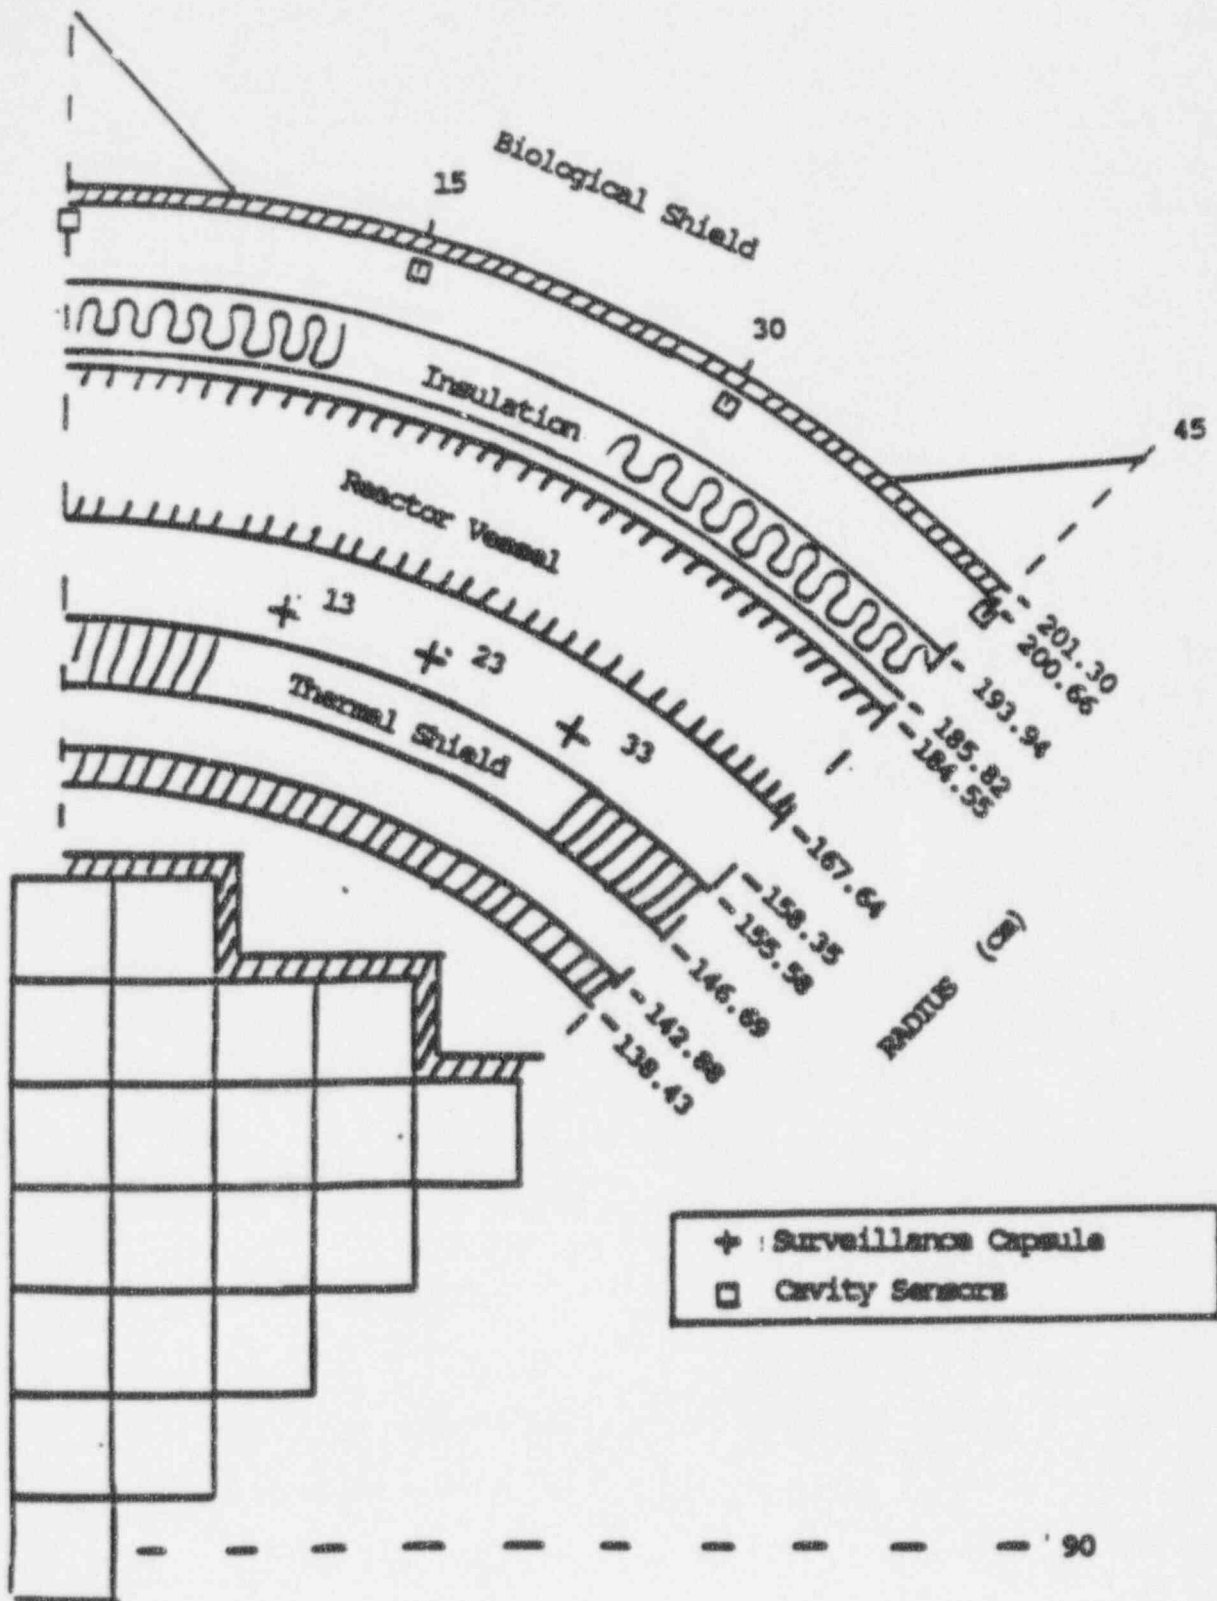 Biological Shield
15
30
45
Insulation
Reactor Vessel
13
23
33
Thermal Shield
201.30
200.66
193.94
185.82
184.55
167.64
158.35
155.58
146.69
142.88
138.43
RADIUS (cm)
+ Surveillance Capsule
Cavity Sensors
90